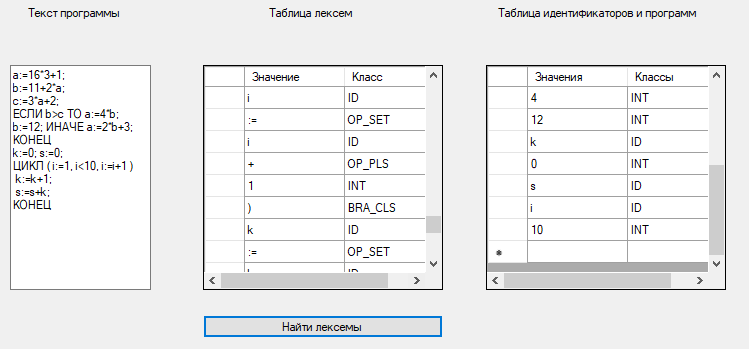 Текст программы
Таблица лексем
Таблица идентификаторов и программ
a:=16*3+1;
b:=11+2*a;
c:=3*a+2;
ЕСЛИ b>c ТО a:=4*b;
b:=12; ИНАЧЕ a:=2*b+3;
КОНЕЦ
k:=0; s:=0;
ЦИКЛ ( i:=1, i<10, i:=i+1 )
k:=k+1;
s:=s+k;
КОНЕЦ
Значение Класс
i ID
:= OP_SET
i ID
+ OP_PLS
1 INT
) BRA_CLS
k ID
:= OP_SET
ID
Значения Классы
4 INT
12 INT
k ID
0 INT
s ID
i ID
10 INT
Найти лексемы